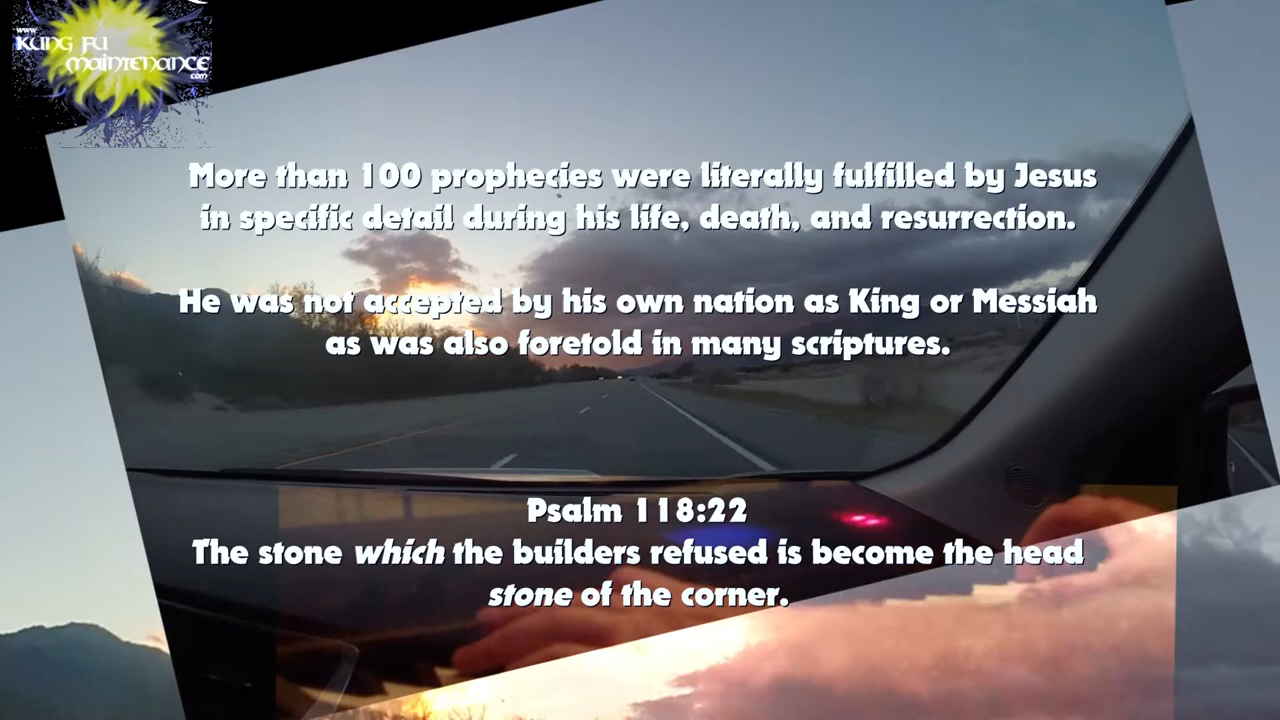 www.
KUNG FU
MAINTENANCE
.com
More than 100 prophecies were literally fulfilled by Jesus
in specific detail during his life, death, and resurrection.
He was not accepted by his own nation as King or Messiah
as was also foretold in many scriptures.
Psalm 118:22
The stone which the builders refused is become the head
stone of the corner.